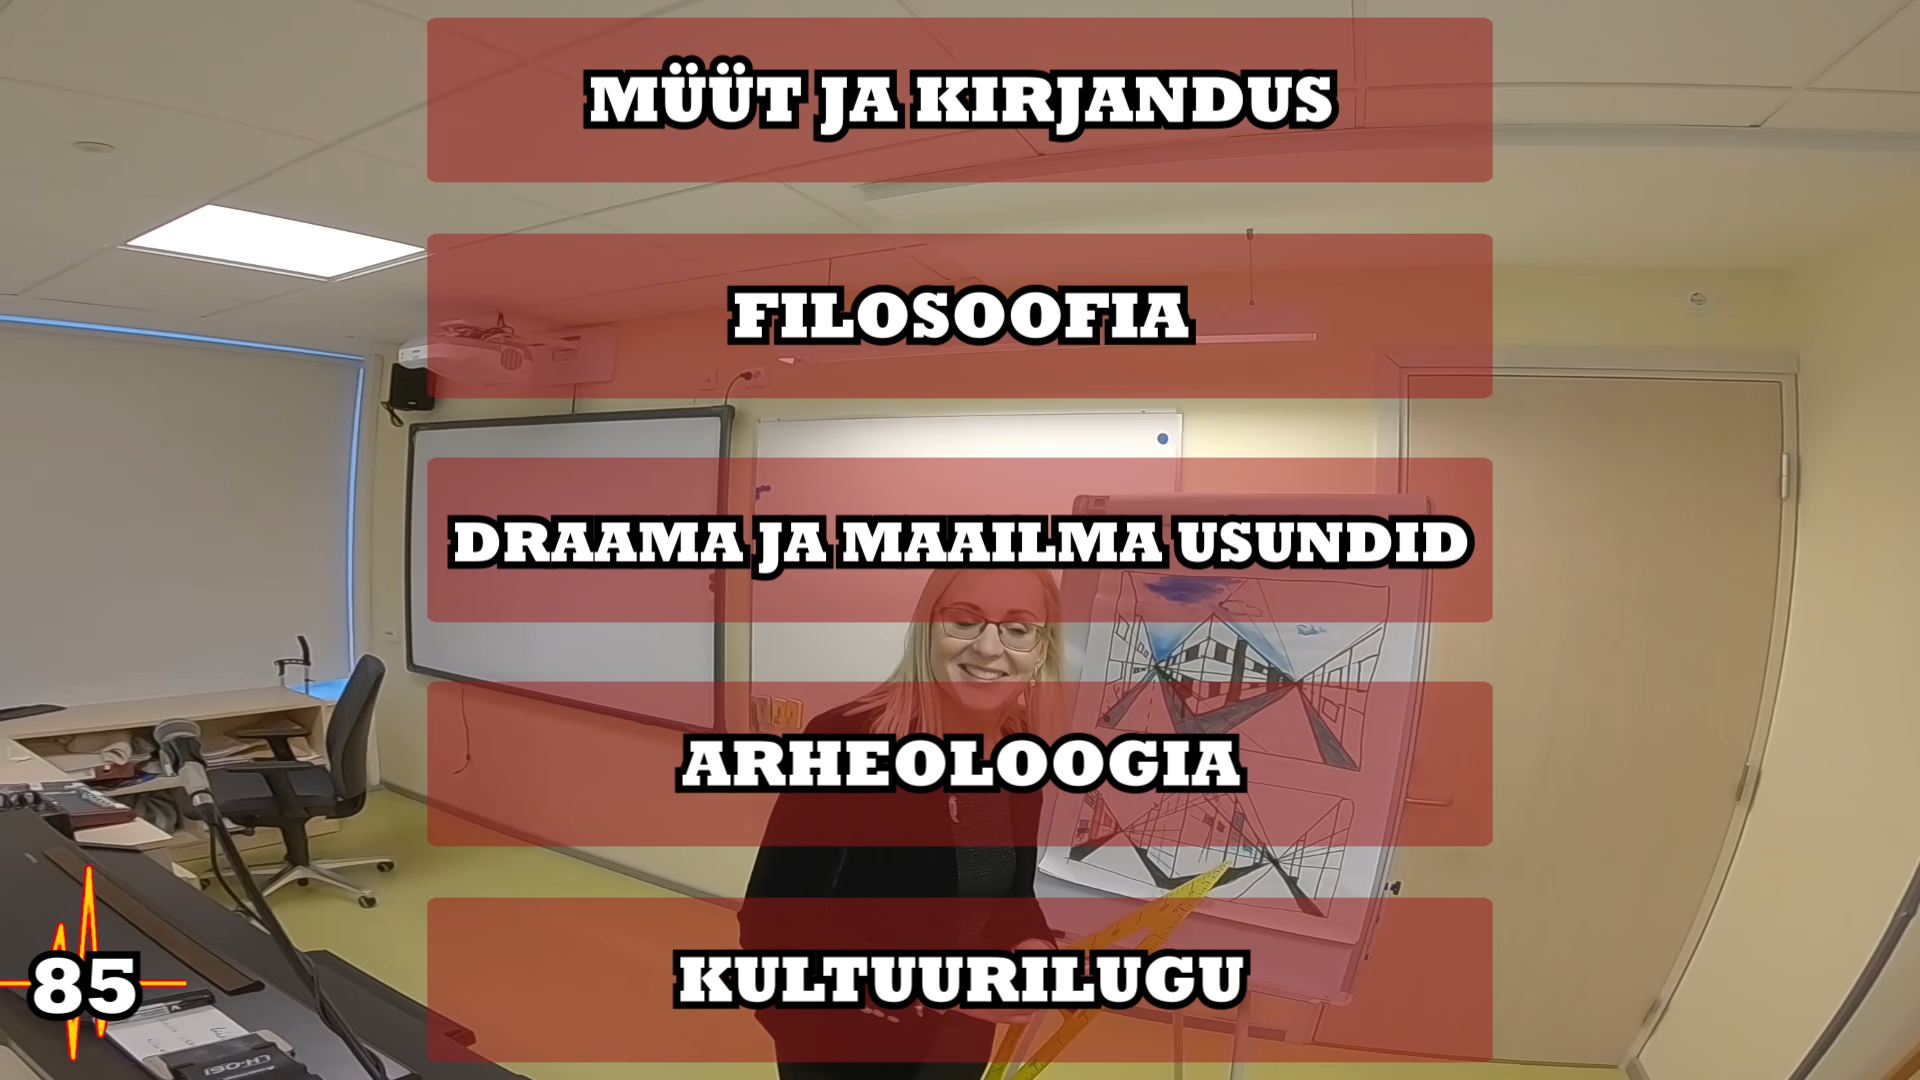 MÜÜT JA KIRJANDUS
FILOSOOFIA
DRAAMA JA MAAILMA USUNDID
ARHEOLOOGIA
KULTUURILUGU
85